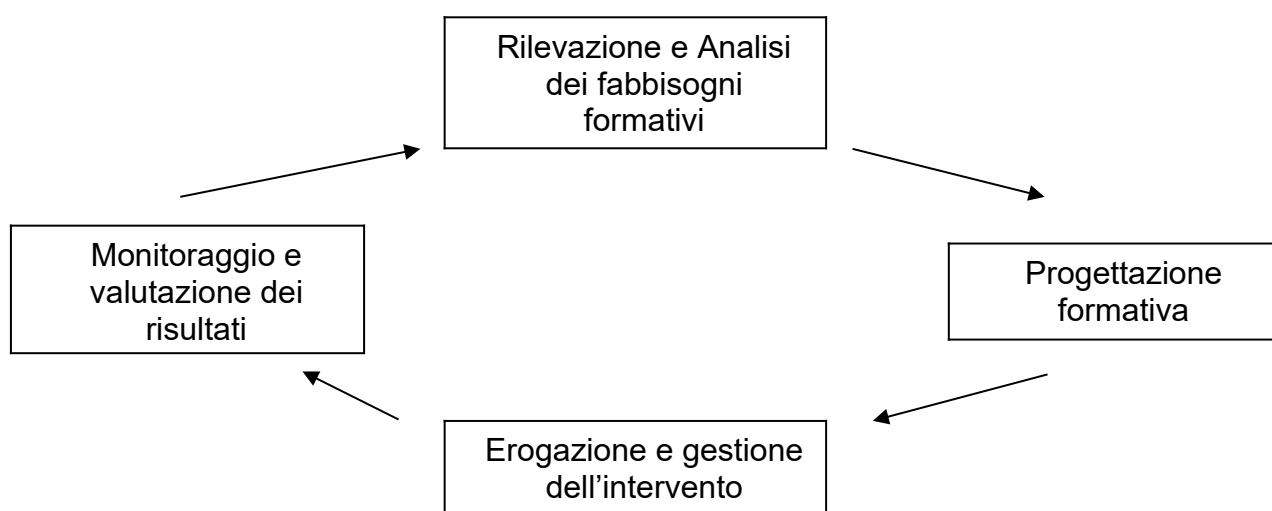 Rilevazione e Analisi
dei fabbisogni
formativi
Monitoraggio e
valutazione dei
risultati
Progettazione
formativa
Erogazione e gestione
dell’intervento